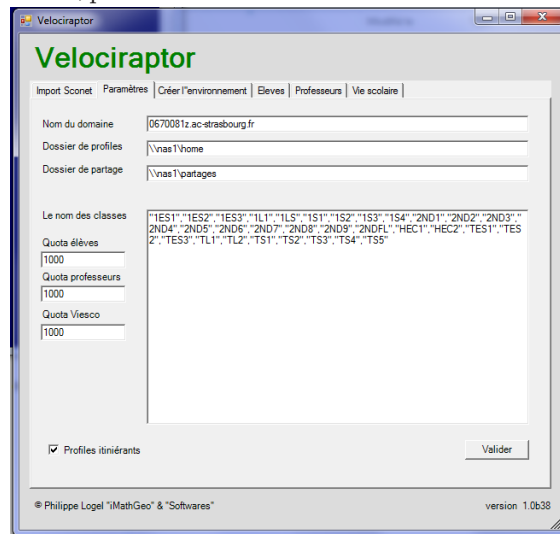 Velociraptor
Velociraptor
Import Sconet Paramètres Créer l''environnement Eleves Professeurs Vie scolaire
Nom du domaine 0670081z.ac-strasbourg.fr
Dossier de profiles \\nas1\home
Dossier de partage \\nas1\partages
Le nom des classes
"1ES1","1ES2","1ES3","1L1","1LS","1S1","1S2","1S3","1S4","2ND1","2ND2","2ND3","
2ND4","2ND5","2ND6","2ND7","2ND8","2ND9","2NDFL","HEC1","HEC2","TES1","TES
2","TES3","TL1","TL2","TS1","TS2","TS3","TS4","TS5"
Quota élèves
1000
Quota professeurs
1000
Quota Viesco
1000
Profiles itiniérants
Valider
© Philippe Logel "iMathGeo" & "Softwares" version 1.0b38